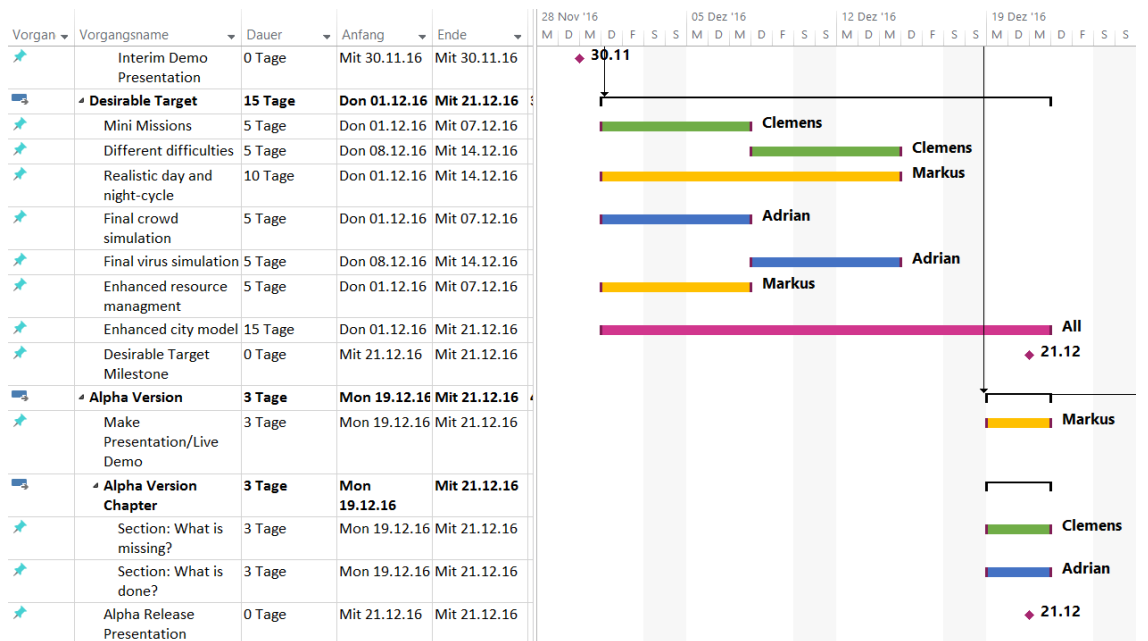 28 Nov '16 05 Dez '16 12 Dez '16 19 Dez '16
Vorgan Vorgangsname Dauer Anfang Ende M D M D F S S M D M D F S S M D M D F S S M D M D F S S
Interim Demo 0 Tage Mit 30.11.16 Mit 30.11.16 30.11
Presentation
Desirable Target 15 Tage Don 01.12.16 Mit 21.12.16
Mini Missions 5 Tage Don 01.12.16 Mit 07.12.16 Clemens
Different difficulties 5 Tage Don 08.12.16 Mit 14.12.16 Clemens
Realistic day and 10 Tage Don 01.12.16 Mit 14.12.16 Markus
night-cycle
Final crowd 5 Tage Don 01.12.16 Mit 07.12.16 Adrian
simulation
Final virus simulation 5 Tage Don 08.12.16 Mit 14.12.16 Adrian
Enhanced resource 5 Tage Don 01.12.16 Mit 07.12.16 Markus
managment
Enhanced city model 15 Tage Don 01.12.16 Mit 21.12.16 All
Desirable Target 0 Tage Mit 21.12.16 Mit 21.12.16 21.12
Milestone
Alpha Version 3 Tage Mon 19.12.16 Mit 21.12.16
Make 3 Tage Mon 19.12.16 Mit 21.12.16 Markus
Presentation/Live
Demo
Alpha Version 3 Tage Mon Mit 21.12.16
Chapter 19.12.16
Section: What is 3 Tage Mon 19.12.16 Mit 21.12.16 Clemens
missing?
Section: What is 3 Tage Mon 19.12.16 Mit 21.12.16 Adrian
done?
Alpha Release 0 Tage Mit 21.12.16 Mit 21.12.16 21.12
Presentation